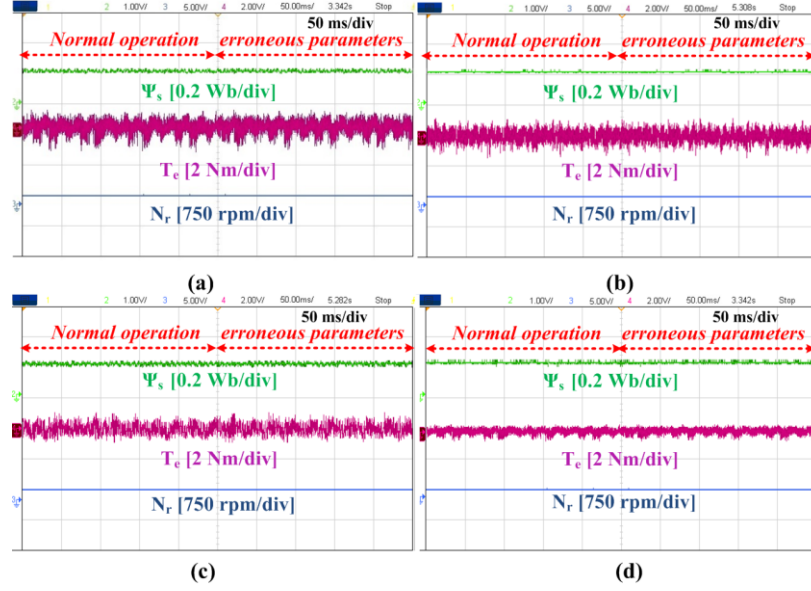 1 2 1.00V/ 3 5.00V/ 4 2.00V/ 50.00ms/ 3.342s Stop 4
50 ms/div
Normal operation erroneous parameters
Ψs [0.2 Wb/div]
Te [2 Nm/div]
Nr [750 rpm/div]
(a)
1 2 1.00V/ 3 5.00V/ 4 2.00V/ 50.00ms/ 5.308s Stop
50 ms/div
Normal operation erroneous parameters
Ψs [0.2 Wb/div]
Te [2 Nm/div]
Nr [750 rpm/div]
(b)
1 2 1.00V/ 3 5.00V/ 4 2.00V/ 50.00ms/ 5.282s Stop 4
50 ms/div
Normal operation erroneous parameters
Ψs [0.2 Wb/div]
Te [2 Nm/div]
Nr [750 rpm/div]
(c)
1 2 1.00V/ 3 5.00V/ 4 2.00V/ 50.00ms/ 3.342s Stop
50 ms/div
Normal operation erroneous parameters
Ψs [0.2 Wb/div]
Te [2 Nm/div]
Nr [750 rpm/div]
(d)